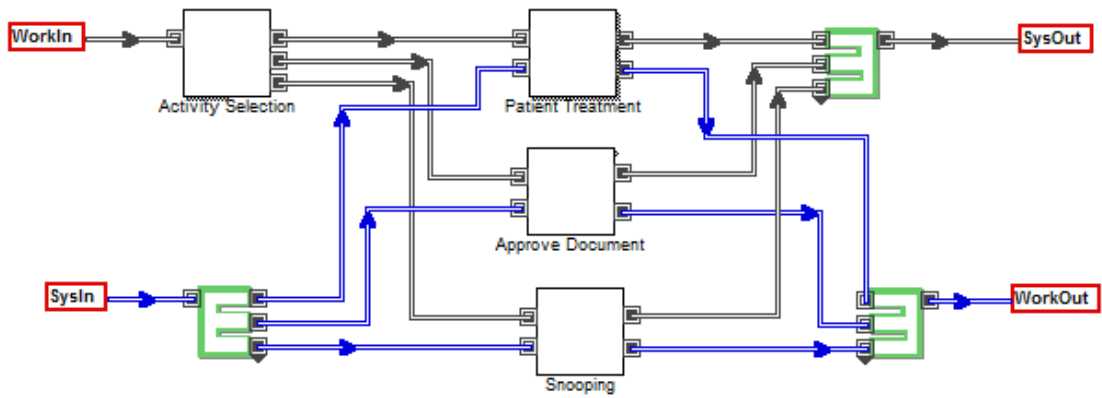 WorkIn
SysOut
Activity Selection
Patient Treatment
Approve Document
SysIn
WorkOut
Snooping